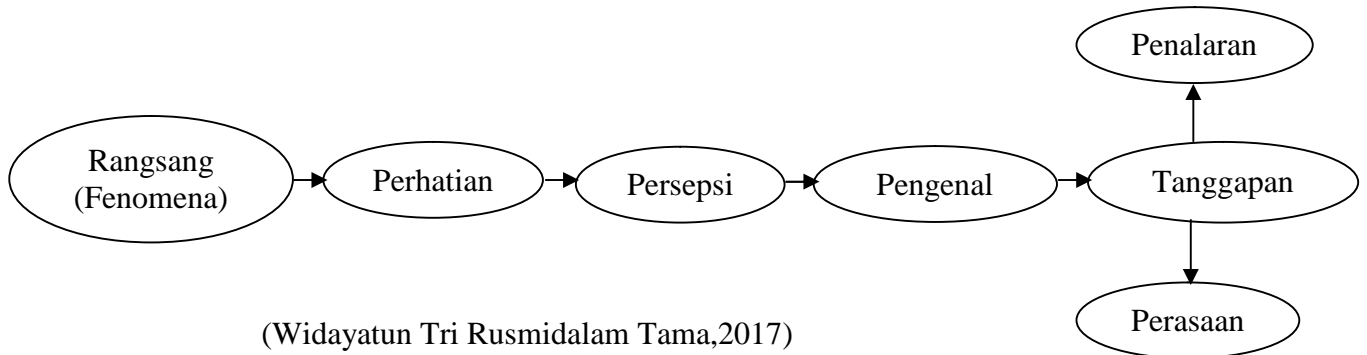 Penalaran
Rangsang
(Fenomena)
Perhatian
Persepsi
Pengenal
Tanggapan
Perasaan
(Widayatun Tri Rusmidalam Tama,2017)